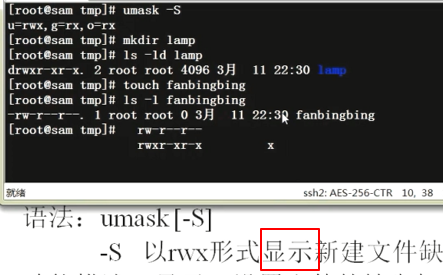 [root@sam tmp]# umask -S
u=rwx,g=rx,o=rx
[root@sam tmp]# mkdir lamp
[root@sam tmp]# ls -ld lamp
drwxr-xr-x. 2 root root 4096 3月  11 22:30 lamp
[root@sam tmp]# touch fanbingbing
[root@sam tmp]# ls -l fanbingbing
-rw-r--r--. 1 root root 0 3月  11 22:30 fanbingbing
[root@sam tmp]#   rw-r--r--
rwxr-xr-x         x
就绪 ssh2: AES-256-CTR 10, 38
语法：umask [-S]
-S 以rwx形式显示新建文件缺